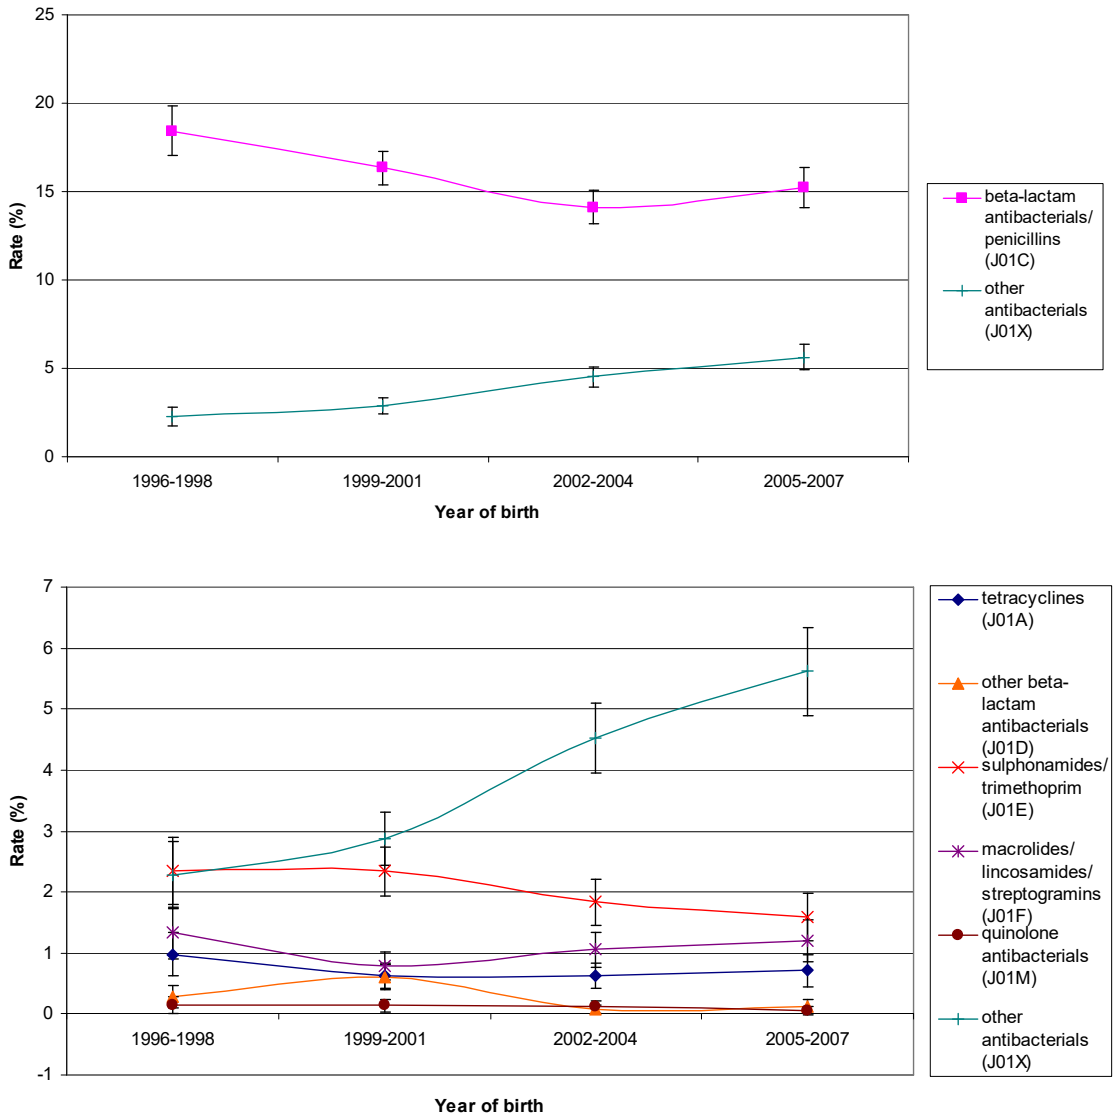 25
20
15
10
5
0
Rate (%)
1996-1998
1999-2001
2002-2004
2005-2007
Year of birth
beta-lactam
antibacterials/
penicillins
(J01C)
other
antibacterials
(J01X)
7
6
5
4
3
2
1
0
-1
Rate (%)
1996-1998
1999-2001
2002-2004
2005-2007
Year of birth
tetracyclines
(J01A)
other beta-
lactam
antibacterials
(J01D)
sulphonamides/
trimethoprim
(J01E)
macrolides/
lincosamides/
streptogramins
(J01F)
quinolone
antibacterials
(J01M)
other
antibacterials
(J01X)